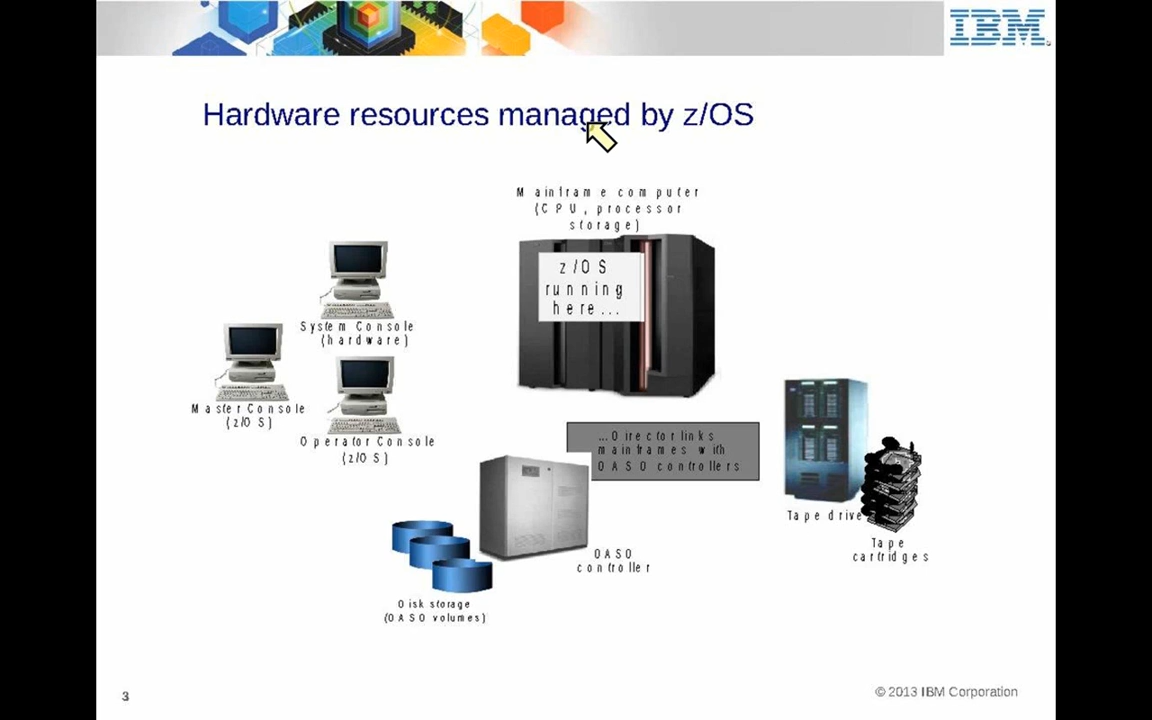 IBM
Hardware resources managed by z/OS
Mainframe computer
(CPU, processor
storage)
z/OS
running
here...
System Console
(hardware)
Master Console
(z/OS)
Operator Console
(z/OS)
...Director links
mainframes with
DASD controllers
Tape drive
Tape
cartridges
DASD
controller
Disk storage
(DASD volumes)
3
© 2013 IBM Corporation